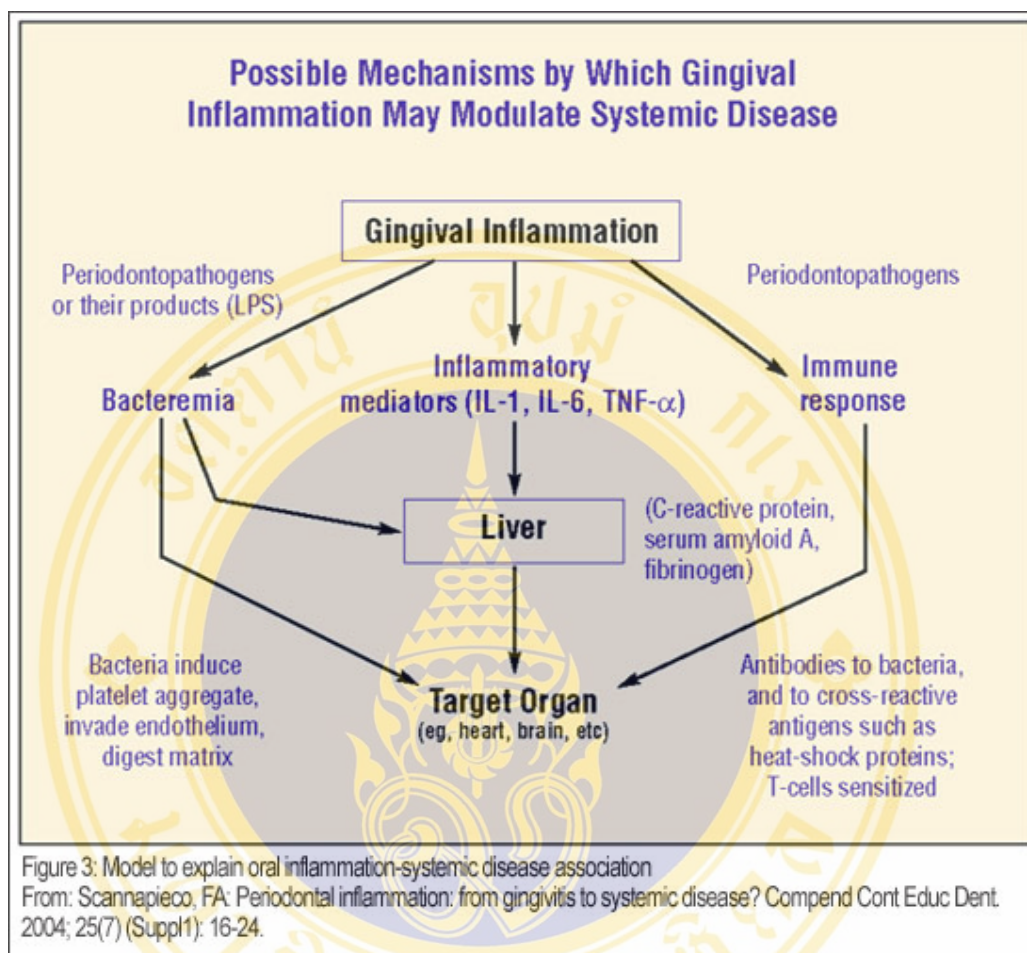 Possible Mechanisms by Which Gingival
Inflammation May Modulate Systemic Disease
Gingival Inflammation
Periodontopathogens
or their products (LPS)
Periodontopathogens
Bacteremia
Inflammatory
mediators (IL-1, IL-6, TNF-α)
Immune
response
Liver
(C-reactive protein,
serum amyloid A,
fibrinogen)
Bacteria induce
platelet aggregate,
invade endothelium,
digest matrix
Target Organ
(eg, heart, brain, etc)
Antibodies to bacteria,
and to cross-reactive
antigens such as
heat-shock proteins;
T-cells sensitized
Figure 3: Model to explain oral inflammation-systemic disease association
From: Scannapieco, FA: Periodontal inflammation: from gingivitis to systemic disease? Compend Cont Educ Dent.
2004; 25(7) (Suppl1): 16-24.